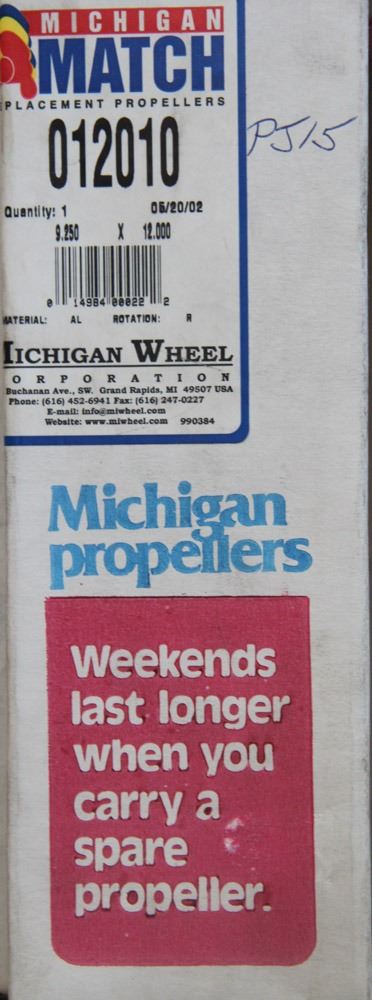 MICHIGAN
MATCH
PLACEMENT PROPELLERS
012010
PJ15
Quantity: 1 06/20/02
9.250 X 12.000
0 14984 00022 2
MATERIAL: AL ROTATION: R
MICHIGAN WHEEL
O R P O R A T I O N
Buchanan Ave., SW. Grand Rapids, MI 49507 USA
Phone: (616) 452-6941 Fax: (616) 247-0227
E-mail: info@miwheel.com
Website: www.miwheel.com 990384
Michigan
propellers
Weekends
last longer
when you
carry a
spare
propeller.